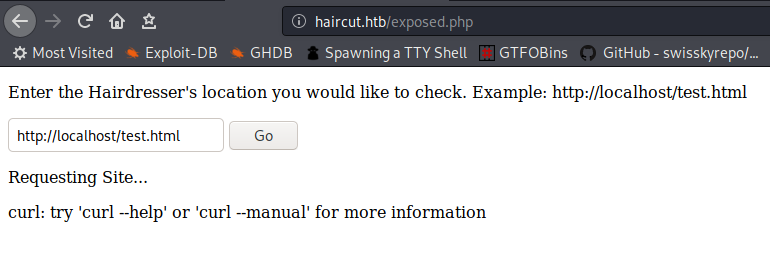 haircut.htb/exposed.php
Most Visited Exploit-DB GHDB Spawning a TTY Shell GTFOBins GitHub - swisskyrepo/...
Enter the Hairdresser's location you would like to check. Example: http://localhost/test.html
http://localhost/test.html Go
Requesting Site...
curl: try 'curl --help' or 'curl --manual' for more information